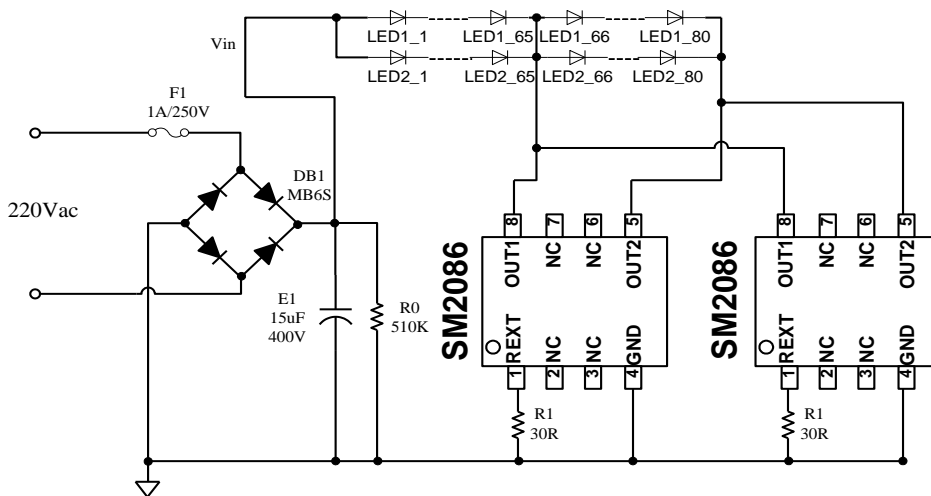 Vin
LED1_1 LED1_65 LED1_66 LED1_80
LED2_1 LED2_65 LED2_66 LED2_80
F1
1A/250V
DB1
MB6S
220Vac
E1
15uF
400V
R0
510K
SM2086
8 7 6 5
OUT1 NC NC OUT2
REXT NC NC GND
1 2 3 4
R1
30R
SM2086
8 7 6 5
OUT1 NC NC OUT2
REXT NC NC GND
1 2 3 4
R1
30R